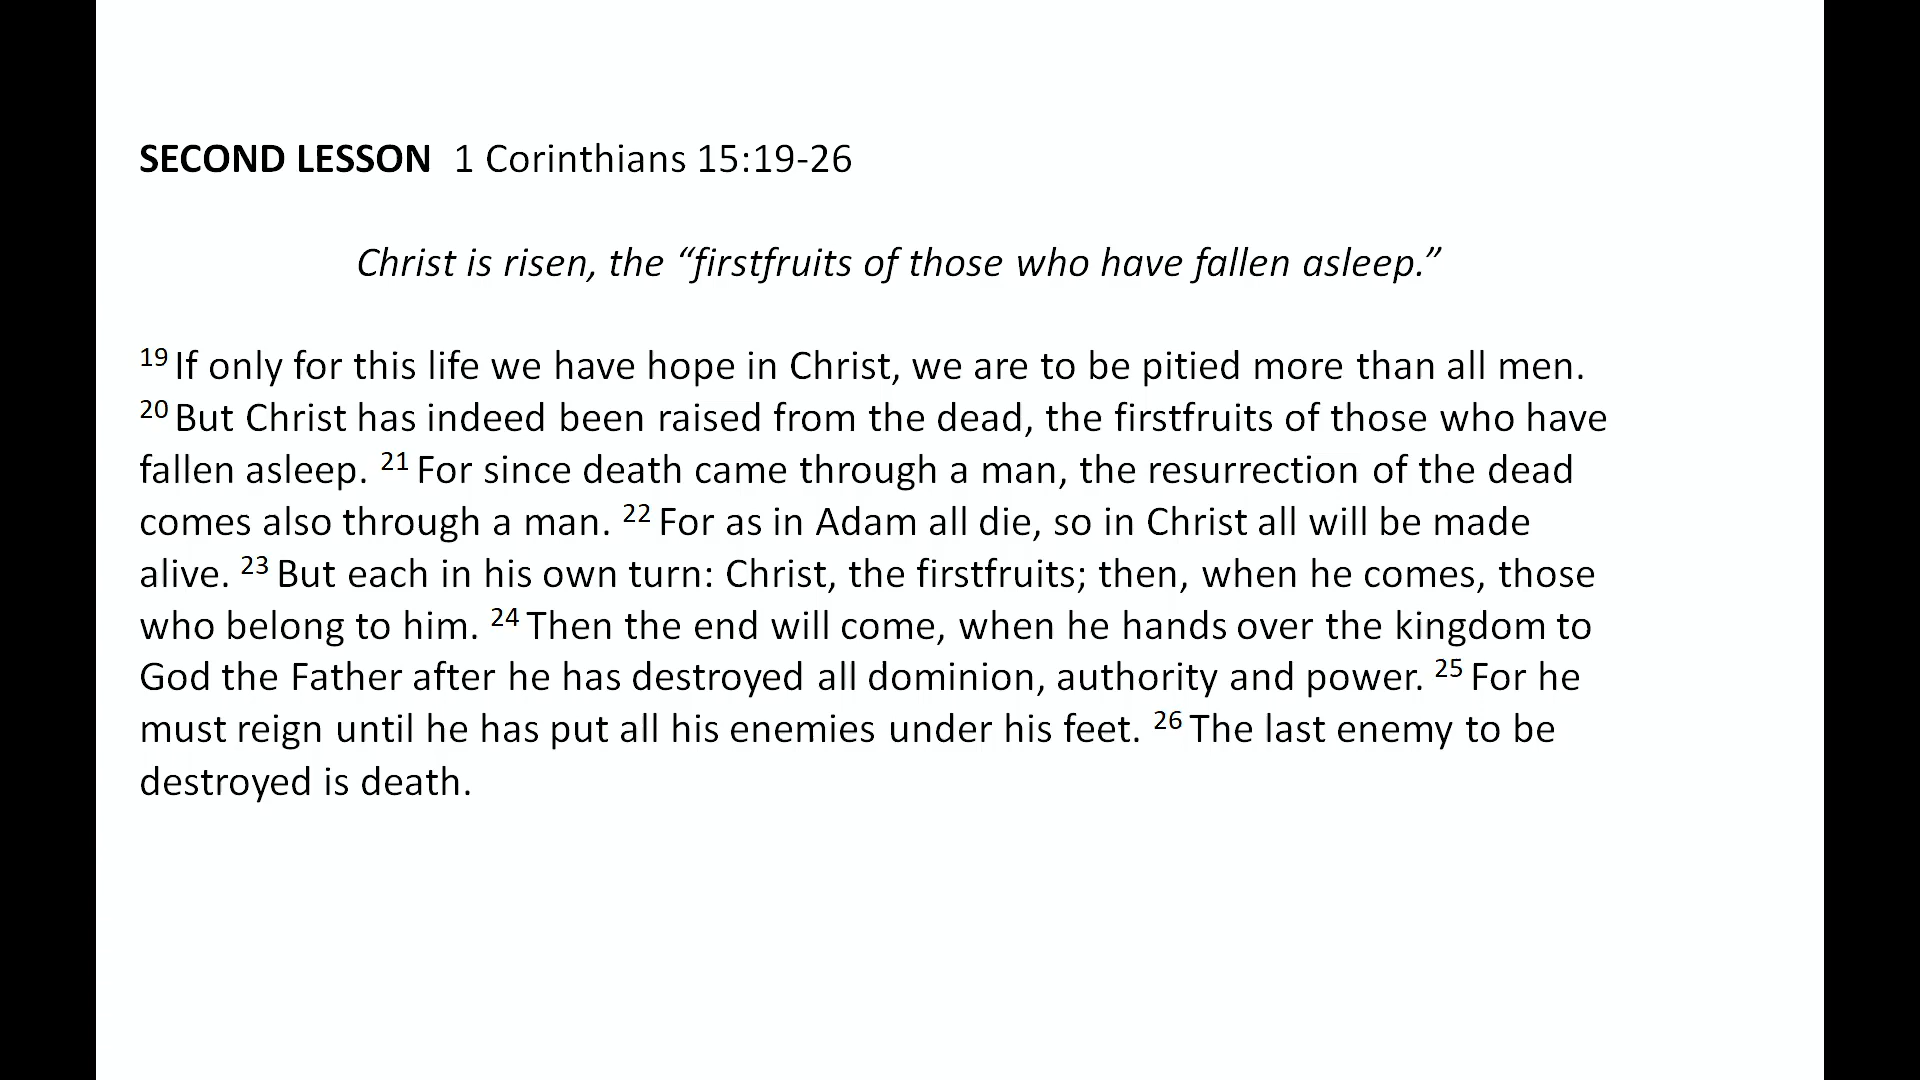 SECOND LESSON 1 Corinthians 15:19-26
Christ is risen, the “firstfruits of those who have fallen asleep.”
19 If only for this life we have hope in Christ, we are to be pitied more than all men.
20 But Christ has indeed been raised from the dead, the firstfruits of those who have
fallen asleep. 21 For since death came through a man, the resurrection of the dead
comes also through a man. 22 For as in Adam all die, so in Christ all will be made
alive. 23 But each in his own turn: Christ, the firstfruits; then, when he comes, those
who belong to him. 24 Then the end will come, when he hands over the kingdom to
God the Father after he has destroyed all dominion, authority and power. 25 For he
must reign until he has put all his enemies under his feet. 26 The last enemy to be
destroyed is death.